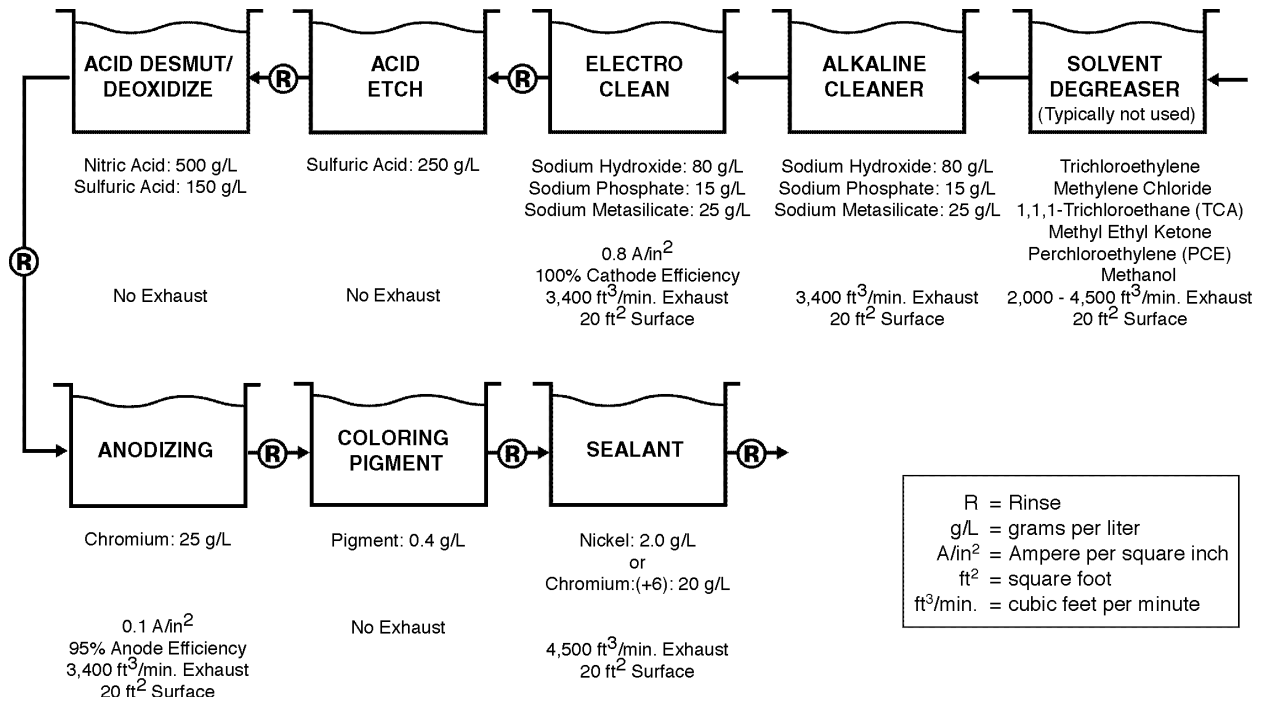 ACID DESMUT/
DEOXIDIZE
R
ACID
ETCH
R
ELECTRO
CLEAN
ALKALINE
CLEANER
SOLVENT
DEGREASER
(Typically not used)
Nitric Acid: 500 g/L
Sulfuric Acid: 150 g/L
No Exhaust
Sulfuric Acid: 250 g/L
No Exhaust
Sodium Hydroxide: 80 g/L
Sodium Phosphate: 15 g/L
Sodium Metasilicate: 25 g/L
0.8 A/in²
100% Cathode Efficiency
3,400 ft³/min. Exhaust
20 ft² Surface
Sodium Hydroxide: 80 g/L
Sodium Phosphate: 15 g/L
Sodium Metasilicate: 25 g/L
3,400 ft³/min. Exhaust
20 ft² Surface
Trichloroethylene
Methylene Chloride
1,1,1-Trichloroethane (TCA)
Methyl Ethyl Ketone
Perchloroethylene (PCE)
Methanol
2,000 - 4,500 ft³/min. Exhaust
20 ft² Surface
R
ANODIZING
R
COLORING
PIGMENT
R
SEALANT
R
Chromium: 25 g/L
0.1 A/in²
95% Anode Efficiency
3,400 ft³/min. Exhaust
20 ft² Surface
Pigment: 0.4 g/L
No Exhaust
Nickel: 2.0 g/L
or
Chromium:(+6): 20 g/L
4,500 ft³/min. Exhaust
20 ft² Surface
R = Rinse
g/L = grams per liter
A/in² = Ampere per square inch
ft² = square foot
ft³/min. = cubic feet per minute